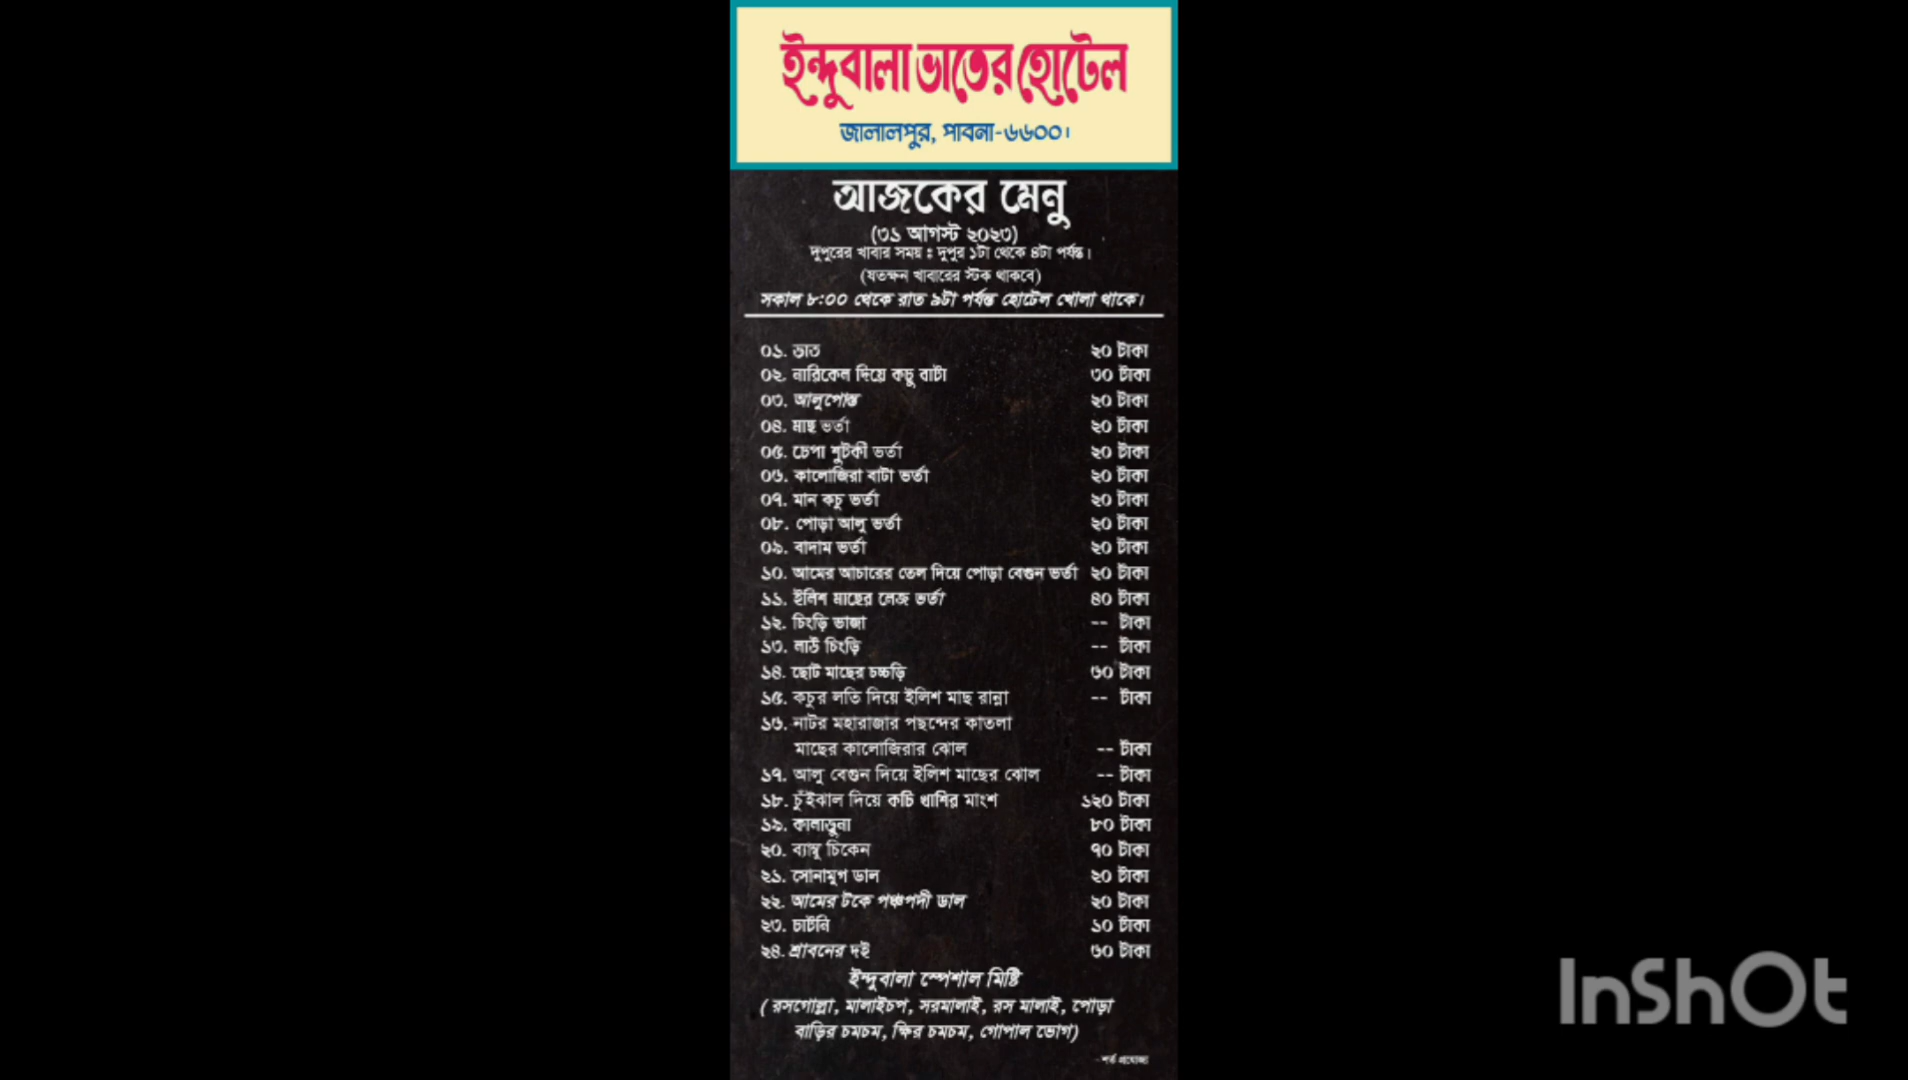 ইন্দুবালা ভাতের হোটেল
জালালপুর, পাবনা-৬৬০০।
আজকের মেনু
(৩১ আগস্ট ২০২৩)
দুপুরের খাবার সময় : দুপুর ১টা থেকে ৪টা পর্যন্ত।
(যতক্ষন খাবারের স্টক থাকবে)
সকাল ৮:০০ থেকে রাত ৯টা পর্যন্ত হোটেল খোলা থাকে।
০১. ভাত ২০ টাকা
০২. নারিকেল দিয়ে কচু বাটা ৩০ টাকা
০৩. আলুপোস্ত ২০ টাকা
০৪. মাছ ভর্তা ২০ টাকা
০৫. চেপা শুটকী ভর্তা ২০ টাকা
০৬. কালোজিরা বাটা ভর্তা ২০ টাকা
০৭. মান কচু ভর্তা ২০ টাকা
০৮. পোড়া আলু ভর্তা ২০ টাকা
০৯. বাদাম ভর্তা ২০ টাকা
১০. আমের আচারের তেল দিয়ে পোড়া বেগুন ভর্তা ২০ টাকা
১১. ইলিশ মাছের লেজ ভর্তা ৪০ টাকা
১২. চিংড়ি ভাজা -- টাকা
১৩. লাউ চিংড়ি -- টাকা
১৪. ছোট মাছের চচ্চড়ি ৬০ টাকা
১৫. কচুর লতি দিয়ে ইলিশ মাছ রান্না -- টাকা
১৬. নাটর মহারাজার পছন্দের কাতলা
মাছের কালোজিরার ঝোল -- টাকা
১৭. আলু বেগুন দিয়ে ইলিশ মাছের ঝোল -- টাকা
১৮. চুঁইঝাল দিয়ে কচি খাশির মাংশ ১২০ টাকা
১৯. কালাভুনা ৮০ টাকা
২০. ব্যাম্বু চিকেন ৭০ টাকা
২১. সোনামুগ ডাল ২০ টাকা
২২. আমের টকে পঞ্চপদী ডাল ২০ টাকা
২৩. চাটনি ১০ টাকা
২৪. শ্রাবনের দই ৬০ টাকা
ইন্দুবালা স্পেশাল মিষ্টি
( রসগোল্লা, মালাইচপ, সরমালাই, রস মালাই, পোড়া
বাড়ির চমচম, ক্ষির চমচম, গোপাল ভোগ)
- শর্ত প্রযোজ্য
InShOt